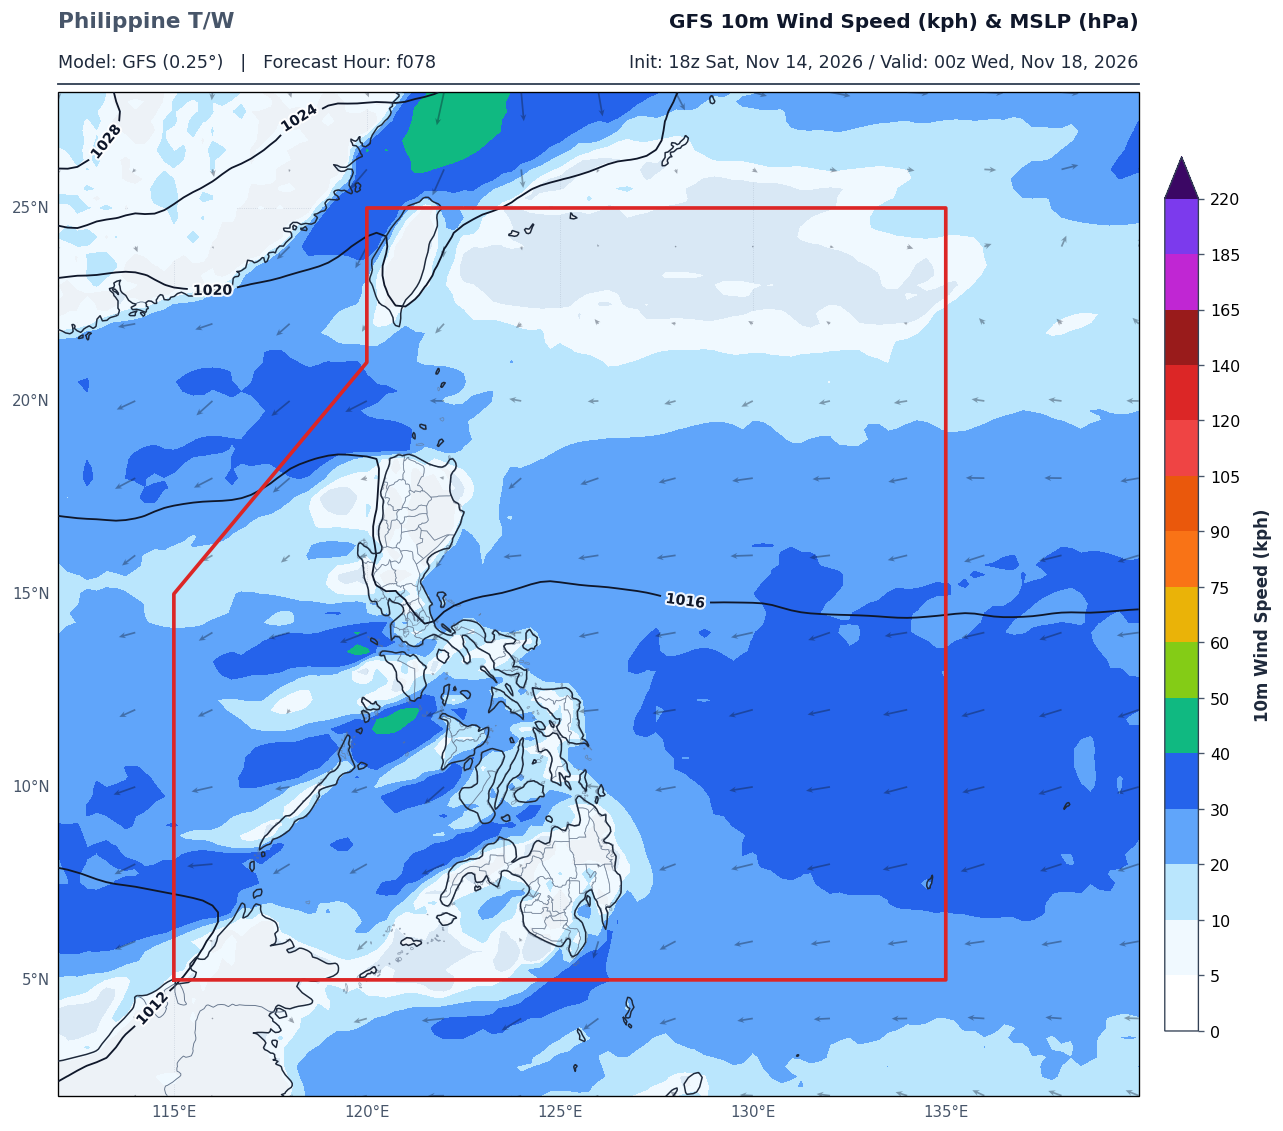 Philippine T/W
GFS 10m Wind Speed (kph) & MSLP (hPa)
Model: GFS (0.25°) | Forecast Hour: f078
Init: 18z Sat, Nov 14, 2026 / Valid: 00z Wed, Nov 18, 2026
1028
1024
1020
1016
1012
25°N
20°N
15°N
10°N
5°N
115°E
120°E
125°E
130°E
135°E
220
185
165
140
120
105
90
75
60
50
40
30
20
10
5
0
10m Wind Speed (kph)